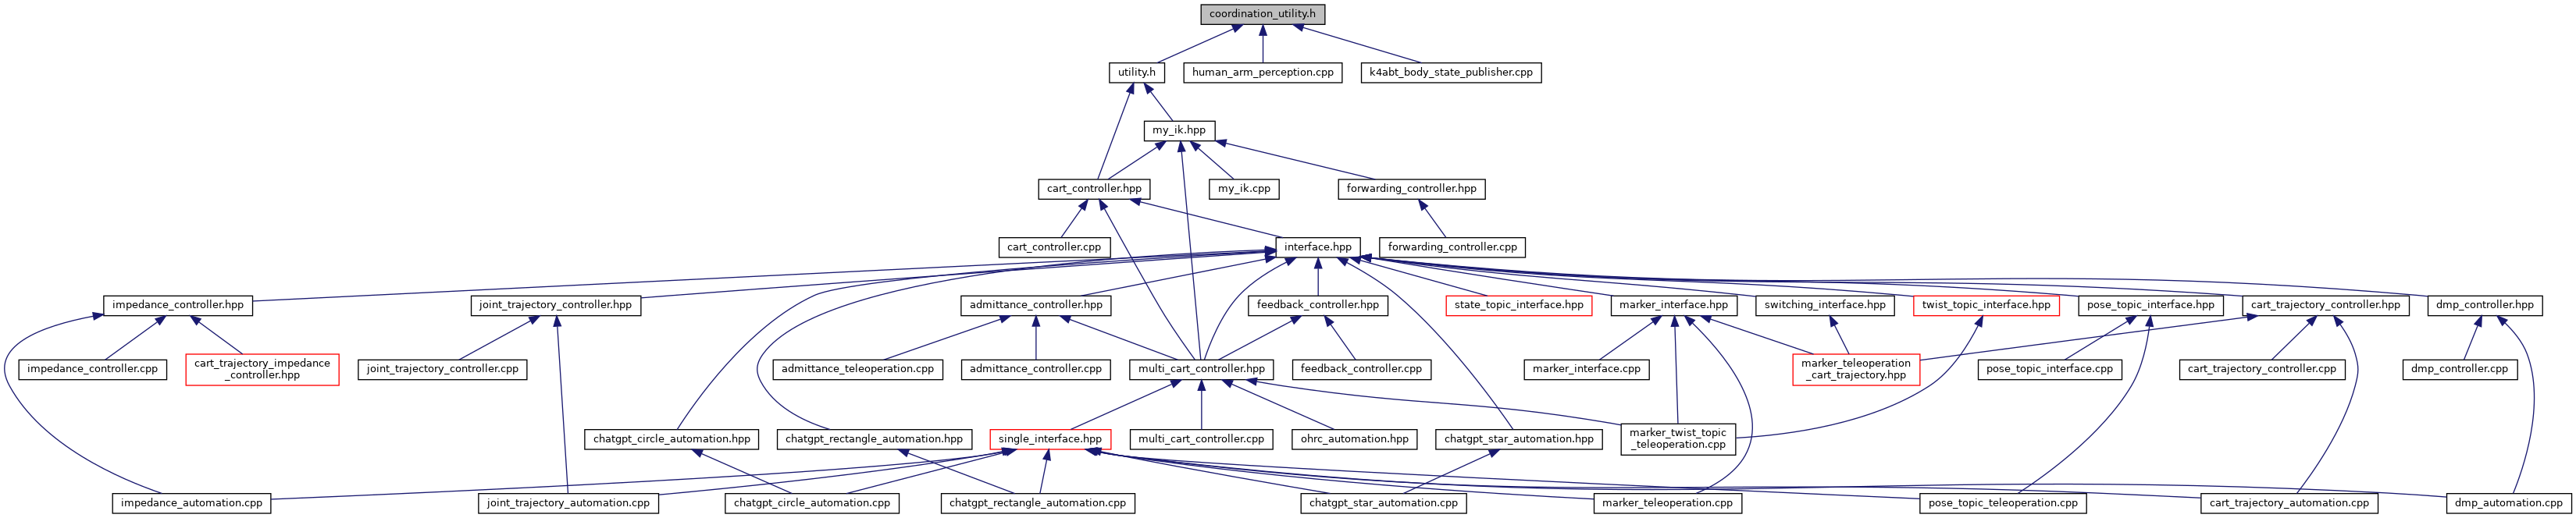 coordination_utility.h
utility.h
human_arm_perception.cpp
k4abt_body_state_publisher.cpp
my_ik.hpp
cart_controller.hpp
my_ik.cpp
forwarding_controller.hpp
cart_controller.cpp
interface.hpp
forwarding_controller.cpp
impedance_controller.hpp
joint_trajectory_controller.hpp
admittance_controller.hpp
feedback_controller.hpp
state_topic_interface.hpp
marker_interface.hpp
switching_interface.hpp
twist_topic_interface.hpp
pose_topic_interface.hpp
cart_trajectory_controller.hpp
dmp_controller.hpp
impedance_controller.cpp
cart_trajectory_impedance
_controller.hpp
joint_trajectory_controller.cpp
admittance_teleoperation.cpp
admittance_controller.cpp
multi_cart_controller.hpp
feedback_controller.cpp
marker_interface.cpp
marker_teleoperation
_cart_trajectory.hpp
pose_topic_interface.cpp
cart_trajectory_controller.cpp
dmp_controller.cpp
chatgpt_circle_automation.hpp
chatgpt_rectangle_automation.hpp
single_interface.hpp
multi_cart_controller.cpp
ohrc_automation.hpp
chatgpt_star_automation.hpp
marker_twist_topic
_teleoperation.cpp
impedance_automation.cpp
joint_trajectory_automation.cpp
chatgpt_circle_automation.cpp
chatgpt_rectangle_automation.cpp
chatgpt_star_automation.cpp
marker_teleoperation.cpp
pose_topic_teleoperation.cpp
cart_trajectory_automation.cpp
dmp_automation.cpp